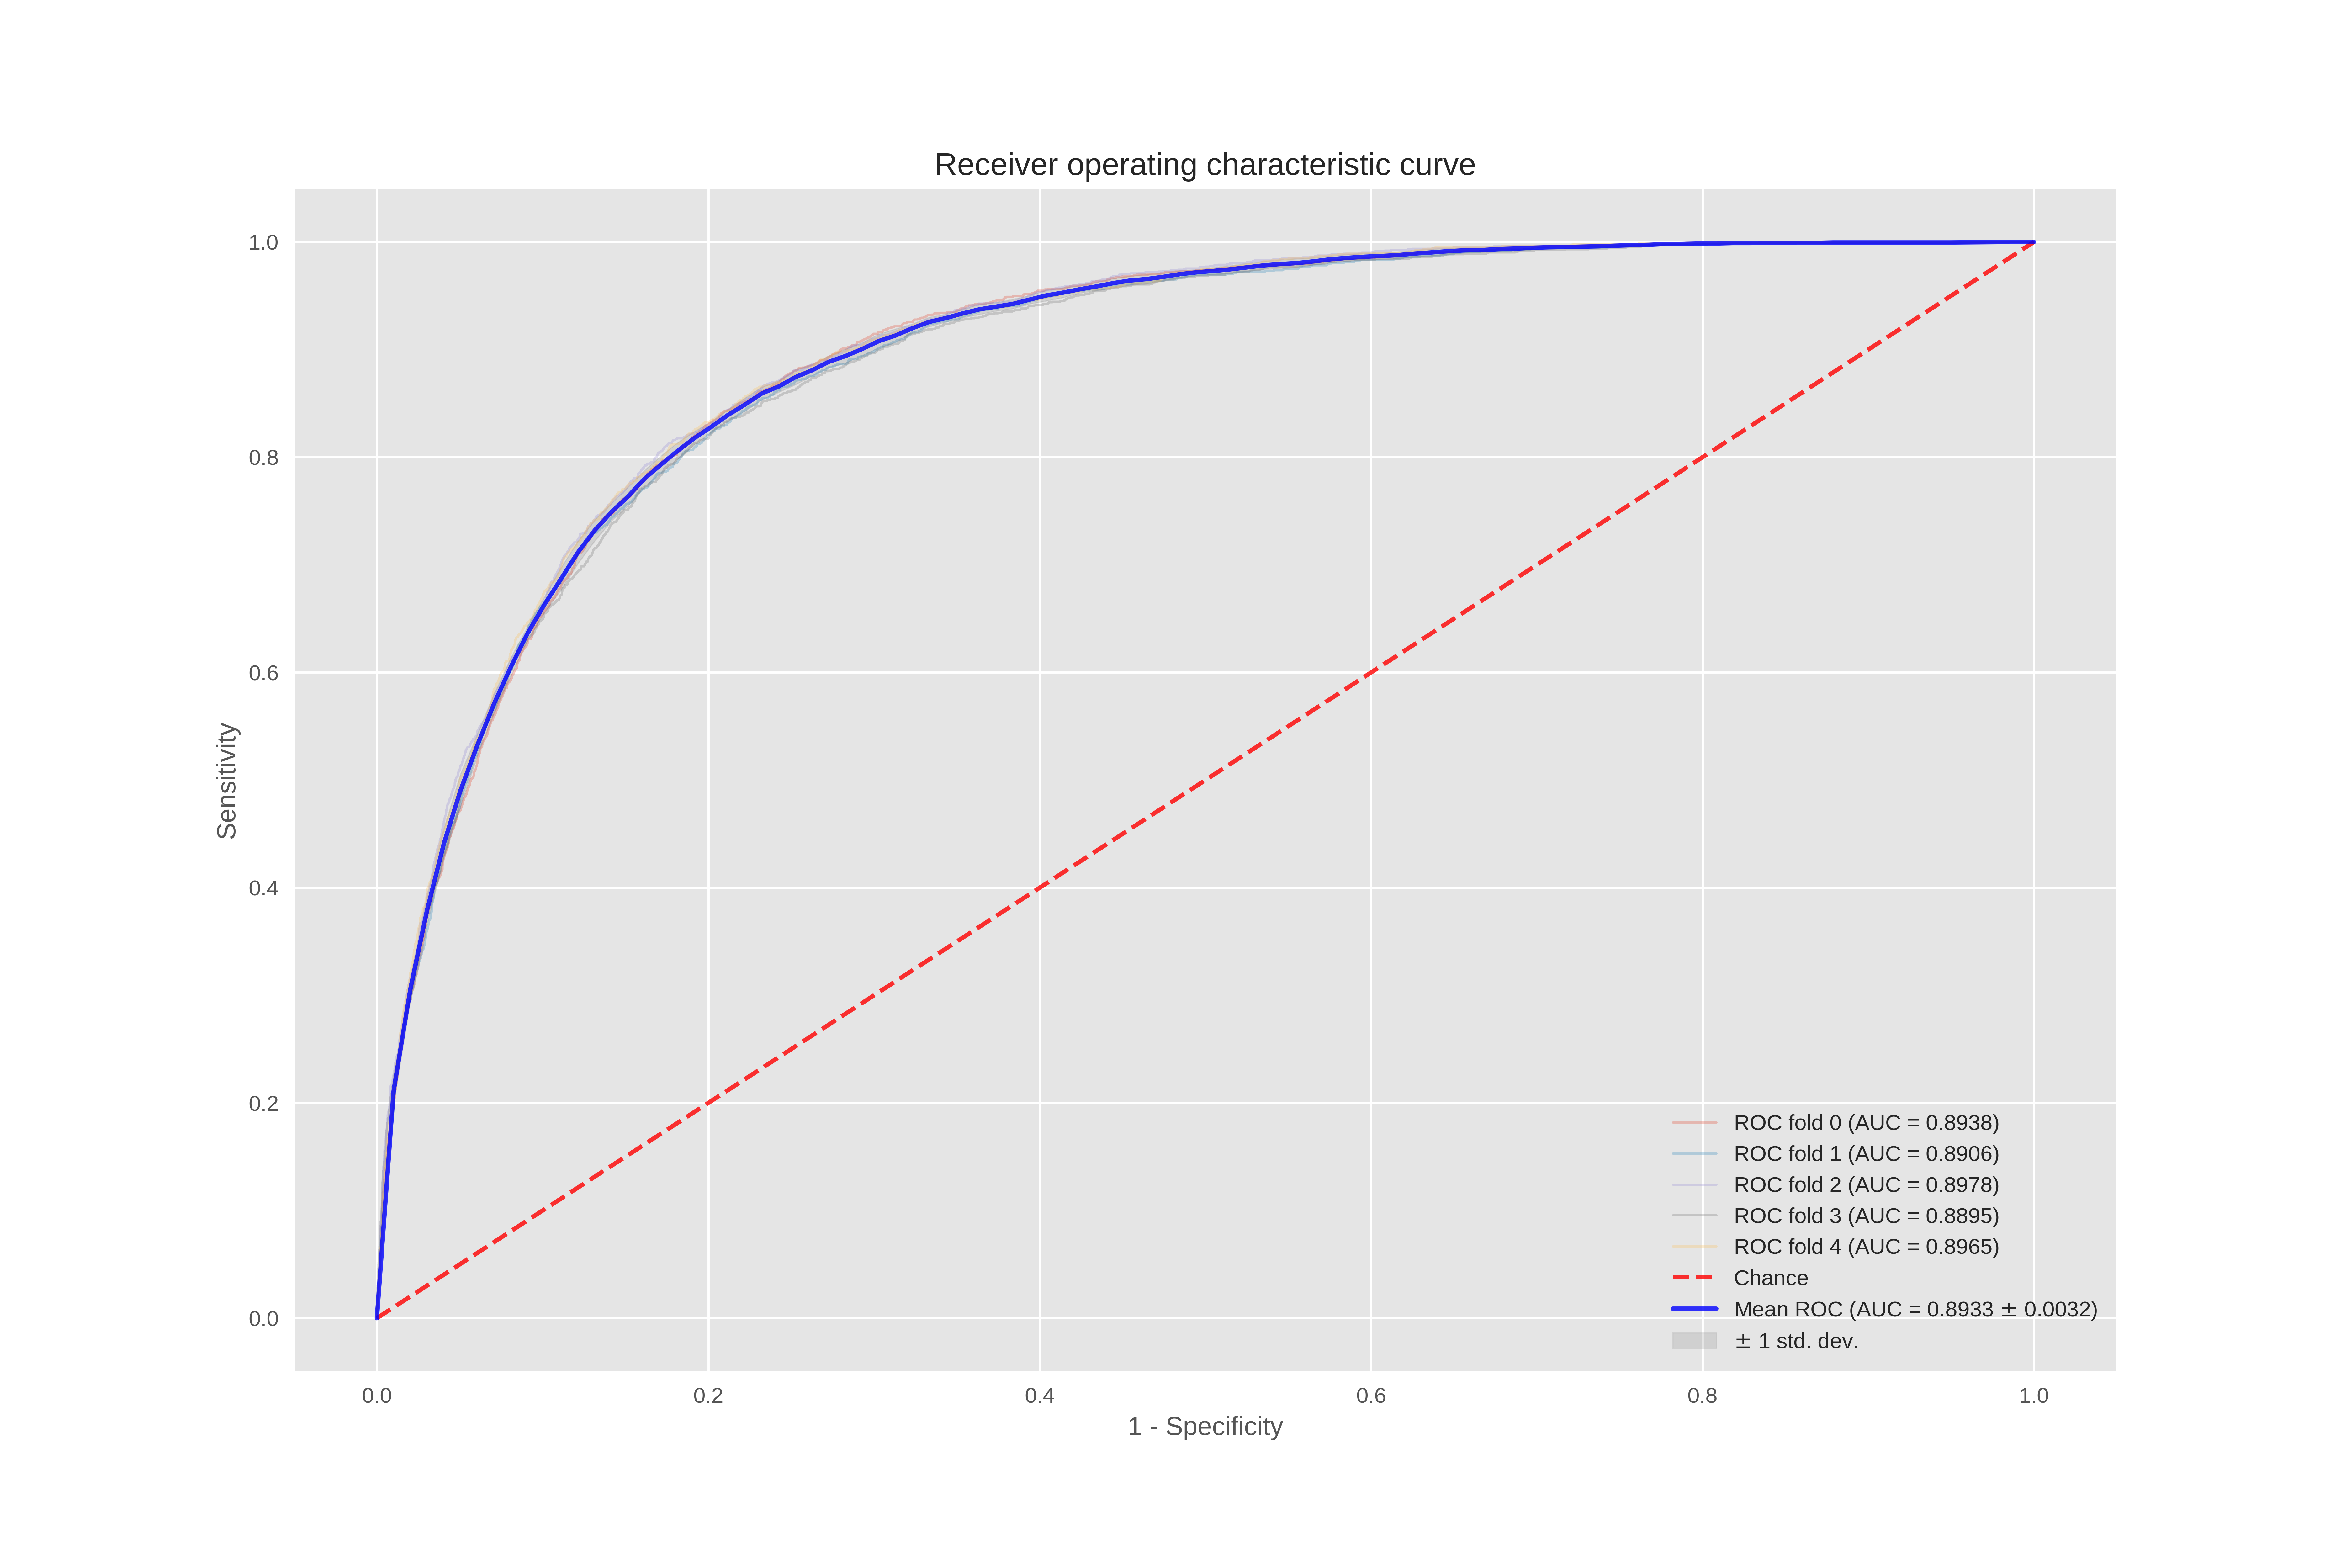 Receiver operating characteristic curve
1.0
0.8
0.6
0.4
0.2
0.0
Sensitivity
ROC fold 0 (AUC = 0.8938)
ROC fold 1 (AUC = 0.8906)
ROC fold 2 (AUC = 0.8978)
ROC fold 3 (AUC = 0.8895)
ROC fold 4 (AUC = 0.8965)
Chance
Mean ROC (AUC = 0.8933 ± 0.0032)
± 1 std. dev.
0.0 0.2 0.4 0.6 0.8 1.0
1 - Specificity